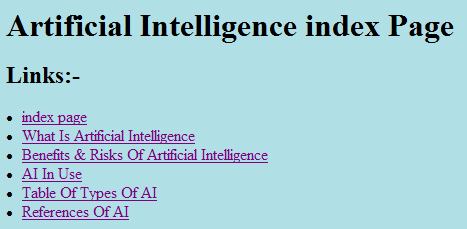 Artificial Intelligence index Page
Links:-
• index page
• What Is Artificial Intelligence
• Benefits & Risks Of Artificial Intelligence
• AI In Use
• Table Of Types Of AI
• References Of AI